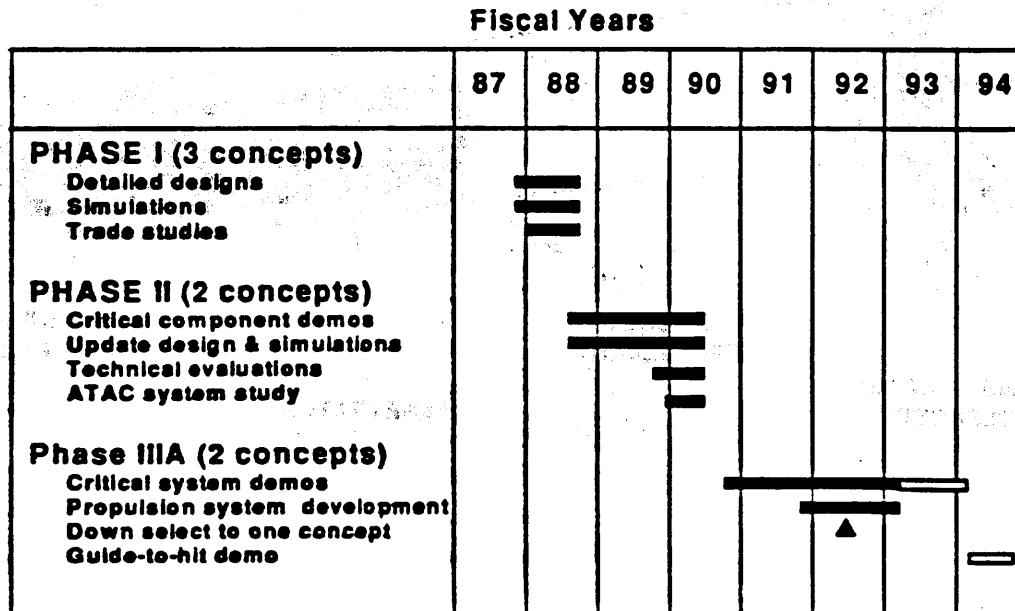 Fiscal Years
87 88 89 90 91 92 93 94
PHASE I (3 concepts)
Detailed designs
Simulations
Trade studies
PHASE II (2 concepts)
Critical component demos
Update design & simulations
Technical evaluations
ATAC system study
Phase IIIA (2 concepts)
Critical system demos
Propulsion system development
Down select to one concept
Guide-to-hit demo